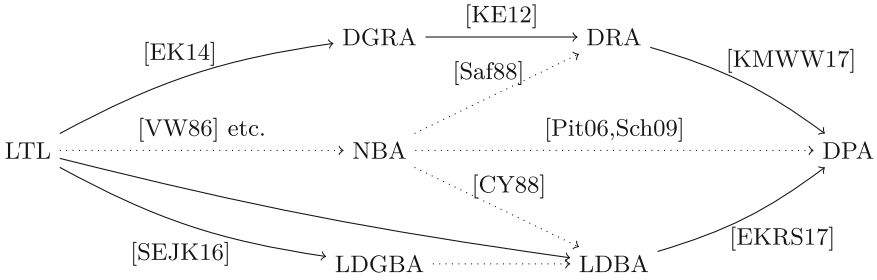 [KE12]
DGRA DRA
[EK14] [KMWW17]
[Saf88]
[VW86] etc. [Pit06,Sch09]
LTL NBA DPA
[CY88]
[SEJK16] [EKRS17]
LDGBA LDBA